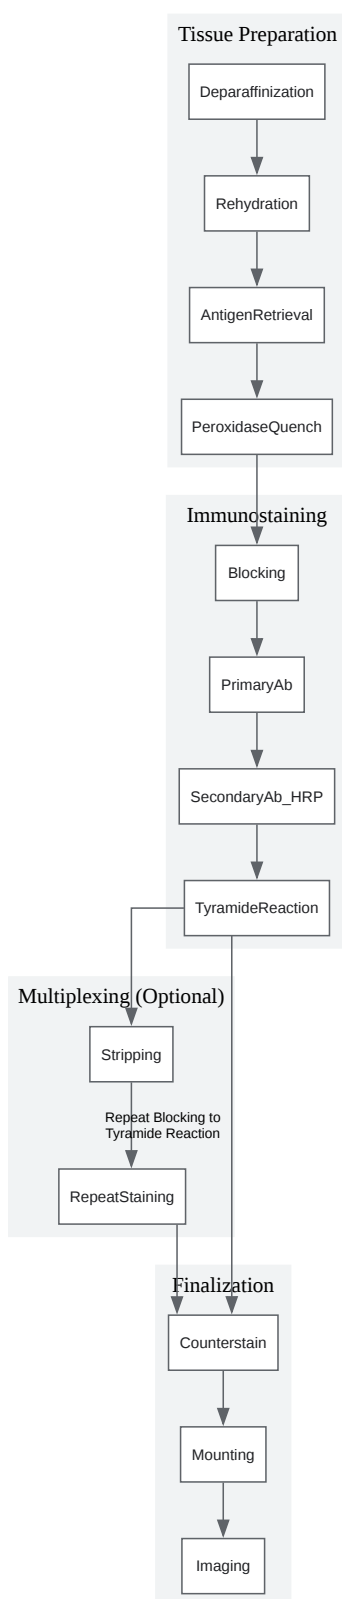 Tissue Preparation
Deparaffinization
Rehydration
AntigenRetrieval
PeroxidaseQuench
Immunostaining
Blocking
PrimaryAb
SecondaryAb_HRP
TyramideReaction
Multiplexing (Optional)
Stripping
Repeat Blocking to
Tyramide Reaction
RepeatStaining
Finalization
Counterstain
Mounting
Imaging